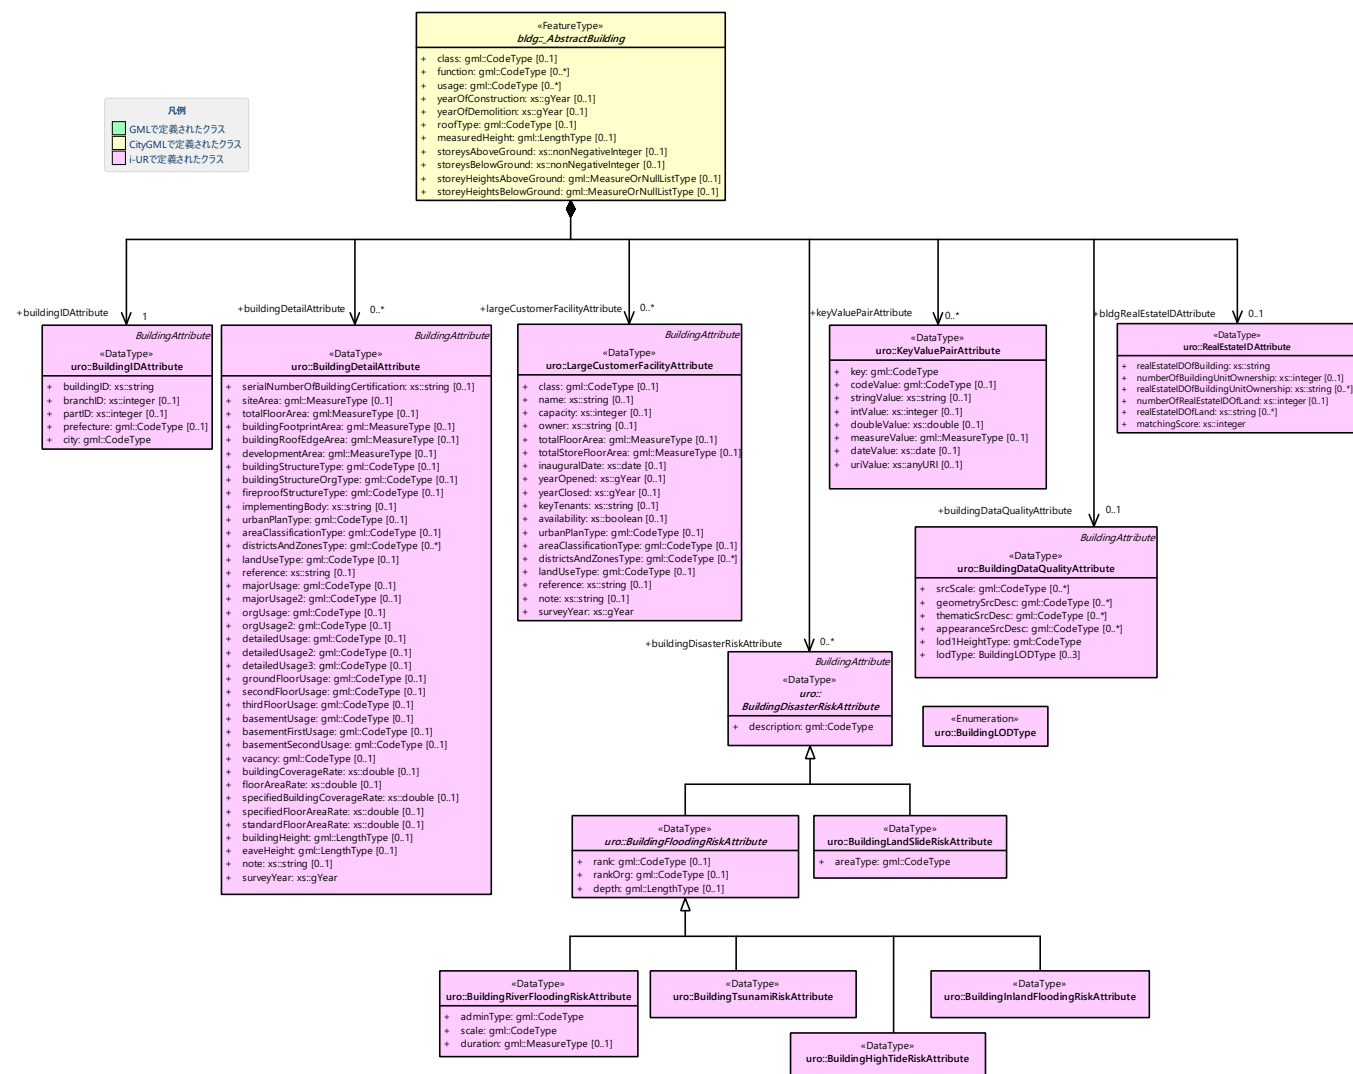 «FeatureType»
bldg::_AbstractBuilding
+ class: gml::CodeType [0..1]
+ function: gml::CodeType [0..*]
+ usage: gml::CodeType [0..*]
+ yearOfConstruction: xs::gYear [0..1]
+ yearOfDemolition: xs::gYear [0..1]
+ roofType: gml::CodeType [0..1]
+ measuredHeight: gml::LengthType [0..1]
+ storeysAboveGround: xs::nonNegativeInteger [0..1]
+ storeysBelowGround: xs::nonNegativeInteger [0..1]
+ storeyHeightsAboveGround: gml::MeasureOrNullListType [0..1]
+ storeyHeightsBelowGround: gml::MeasureOrNullListType [0..1]
凡例
GMLで定義されたクラス
CityGMLで定義されたクラス
i-URで定義されたクラス
+buildingIDAttribute 1
BuildingAttribute
«DataType»
uro::BuildingIDAttribute
+ buildingID: xs::string
+ branchID: xs::integer [0..1]
+ partID: xs::integer [0..1]
+ prefecture: gml::CodeType [0..1]
+ city: gml::CodeType
+buildingDetailAttribute 0..*
BuildingAttribute
«DataType»
uro::BuildingDetailAttribute
+ serialNumberOfBuildingCertification: xs::string [0..1]
+ siteArea: gml::MeasureType [0..1]
+ totalFloorArea: gml:MeasureType [0..1]
+ buildingFootprintArea: gml::MeasureType [0..1]
+ buildingRoofEdgeArea: gml::MeasureType [0..1]
+ developmentArea: gml::MeasureType [0..1]
+ buildingStructureType: gml::CodeType [0..1]
+ buildingStructureOrgType: gml::CodeType [0..1]
+ fireproofStructureType: gml::CodeType [0..1]
+ implementingBody: xs::string [0..1]
+ urbanPlanType: gml::CodeType [0..1]
+ areaClassificationType: gml::CodeType [0..1]
+ districtsAndZonesType: gml::CodeType [0..*]
+ landUseType: gml::CodeType [0..1]
+ reference: xs::string [0..1]
+ majorUsage: gml::CodeType [0..1]
+ majorUsage2: gml::CodeType [0..1]
+ orgUsage: gml::CodeType [0..1]
+ orgUsage2: gml::CodeType [0..1]
+ detailedUsage: gml::CodeType [0..1]
+ detailedUsage2: gml::CodeType [0..1]
+ detailedUsage3: gml::CodeType [0..1]
+ groundFloorUsage: gml::CodeType [0..1]
+ secondFloorUsage: gml::CodeType [0..1]
+ thirdFloorUsage: gml::CodeType [0..1]
+ basementUsage: gml::CodeType [0..1]
+ basementFirstUsage: gml::CodeType [0..1]
+ basementSecondUsage: gml::CodeType [0..1]
+ vacancy: gml::CodeType [0..1]
+ buildingCoverageRate: xs::double [0..1]
+ floorAreaRate: xs::double [0..1]
+ specifiedBuildingCoverageRate: xs::double [0..1]
+ specifiedFloorAreaRate: xs::double [0..1]
+ standardFloorAreaRate: xs::double [0..1]
+ buildingHeight: gml::LengthType [0..1]
+ eaveHeight: gml::LengthType [0..1]
+ note: xs::string [0..1]
+ surveyYear: xs::gYear
+largeCustomerFacilityAttribute 0..*
BuildingAttribute
«DataType»
uro::LargeCustomerFacilityAttribute
+ class: gml::CodeType [0..1]
+ name: xs::string [0..1]
+ capacity: xs::integer [0..1]
+ owner: xs::string [0..1]
+ totalFloorArea: gml::MeasureType [0..1]
+ totalStoreFloorArea: gml::MeasureType [0..1]
+ inauguralDate: xs::date [0..1]
+ yearOpened: xs::gYear [0..1]
+ yearClosed: xs::gYear [0..1]
+ keyTenants: xs::string [0..1]
+ availability: xs::boolean [0..1]
+ urbanPlanType: gml::CodeType [0..1]
+ areaClassificationType: gml::CodeType [0..1]
+ districtsAndZonesType: gml::CodeType [0..*]
+ landUseType: gml::CodeType [0..1]
+ reference: xs::string [0..1]
+ note: xs::string [0..1]
+ surveyYear: xs::gYear
+keyValuePairAttribute 0..*
«DataType»
uro::KeyValuePairAttribute
+ key: gml::CodeType
+ codeValue: gml::CodeType [0..1]
+ stringValue: xs::string [0..1]
+ intValue: xs::integer [0..1]
+ doubleValue: xs::double [0..1]
+ measureValue: gml::MeasureType [0..1]
+ dateValue: xs::date [0..1]
+ uriValue: xs::anyURI [0..1]
+bldgRealEstateIDAttribute 0..1
«DataType»
uro::RealEstateIDAttribute
+ realEstateIDOfBuilding: xs::string
+ numberOfBuildingUnitOwnership: xs::integer [0..1]
+ realEstateIDOfBuildingUnitOwnership: xs::string [0..*]
+ numberOfRealEstateIDOfLand: xs::integer [0..1]
+ realEstateIDOfLand: xs::string [0..*]
+ matchingScore: xs::integer
+buildingDataQualityAttribute 0..1
BuildingAttribute
«DataType»
uro::BuildingDataQualityAttribute
+ srcScale: gml::CodeType [0..*]
+ geometrySrcDesc: gml::CodeType [0..*]
+ thematicSrcDesc: gml::CodeType [0..*]
+ appearanceSrcDesc: gml::CodeType [0..*]
+ lod1HeightType: gml::CodeType
+ lodType: BuildingLODType [0..3]
+buildingDisasterRiskAttribute 0..*
BuildingAttribute
«DataType»
uro::
BuildingDisasterRiskAttribute
+ description: gml::CodeType
«Enumeration»
uro::BuildingLODType
«DataType»
uro::BuildingFloodingRiskAttribute
+ rank: gml::CodeType [0..1]
+ rankOrg: gml::CodeType [0..1]
+ depth: gml::LengthType [0..1]
«DataType»
uro::BuildingLandSlideRiskAttribute
+ areaType: gml::CodeType
«DataType»
uro::BuildingRiverFloodingRiskAttribute
+ adminType: gml::CodeType
+ scale: gml::CodeType
+ duration: gml::MeasureType [0..1]
«DataType»
uro::BuildingTsunamiRiskAttribute
«DataType»
uro::BuildingInlandFloodingRiskAttribute
«DataType»
uro::BuildingHighTideRiskAttribute